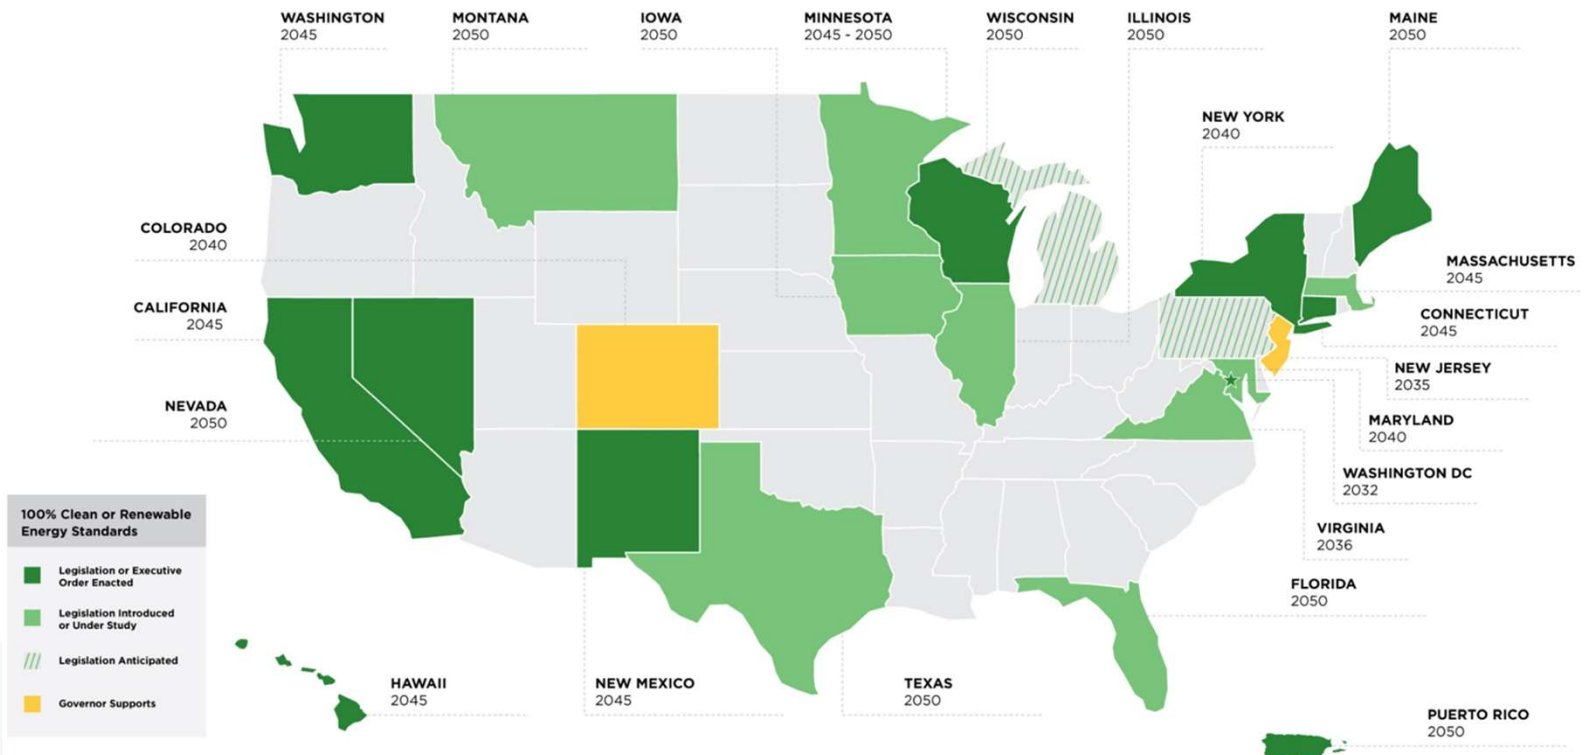 WASHINGTON
2045
MONTANA
2050
IOWA
2050
MINNESOTA
2045 - 2050
WISCONSIN
2050
ILLINOIS
2050
MAINE
2050
NEW YORK
2040
COLORADO
2040
MASSACHUSETTS
2045
CALIFORNIA
2045
CONNECTICUT
2045
NEW JERSEY
2035
NEVADA
2050
MARYLAND
2040
WASHINGTON DC
2032
VIRGINIA
2036
FLORIDA
2050
100% Clean or Renewable
Energy Standards
Legislation or Executive
Order Enacted
Legislation Introduced
or Under Study
Legislation Anticipated
Governor Supports
HAWAII
2045
NEW MEXICO
2045
TEXAS
2050
PUERTO RICO
2050